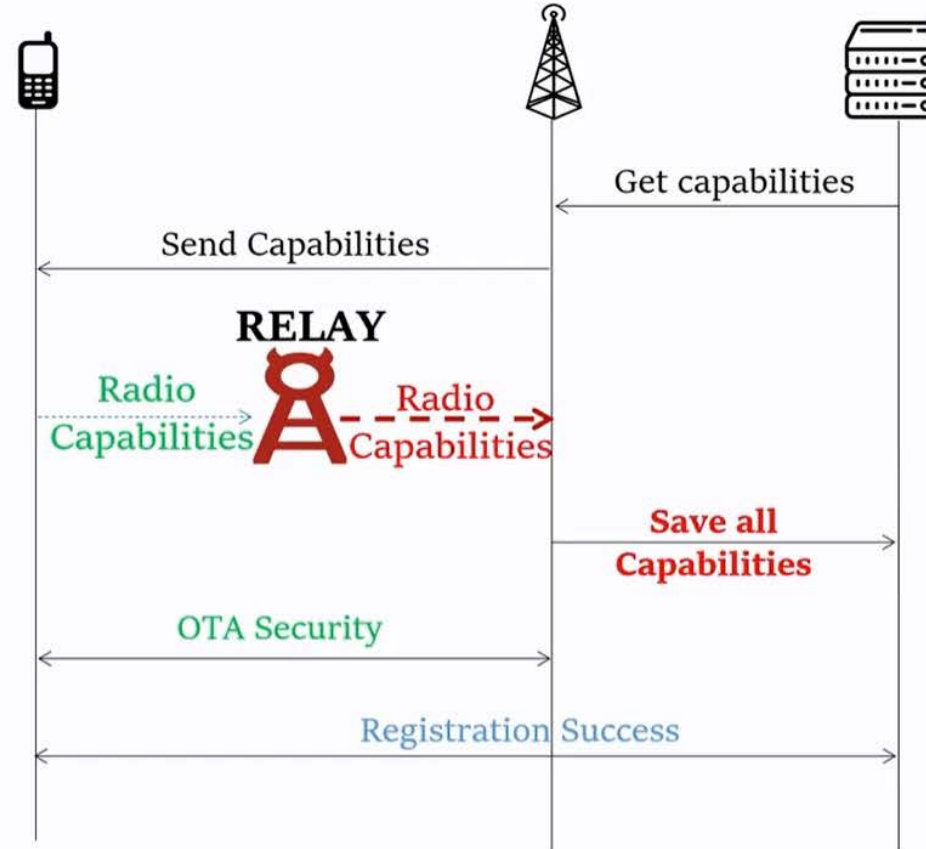 Get capabilities
Send Capabilities
RELAY
Radio
Capabilities
Radio
Capabilities
Save all
Capabilities
OTA Security
Registration Success